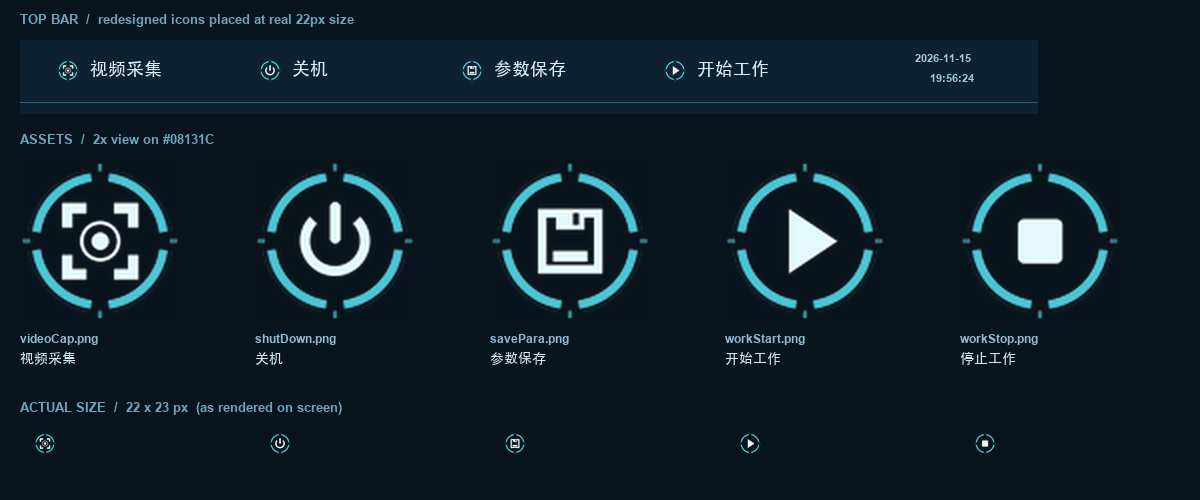 TOP BAR / redesigned icons placed at real 22px size
视频采集 关机 参数保存 开始工作 2026-11-15
19:56:24
ASSETS / 2x view on #08131C
videoCap.png shutDown.png savePara.png workStart.png workStop.png
视频采集 关机 参数保存 开始工作 停止工作
ACTUAL SIZE / 22 x 23 px (as rendered on screen)